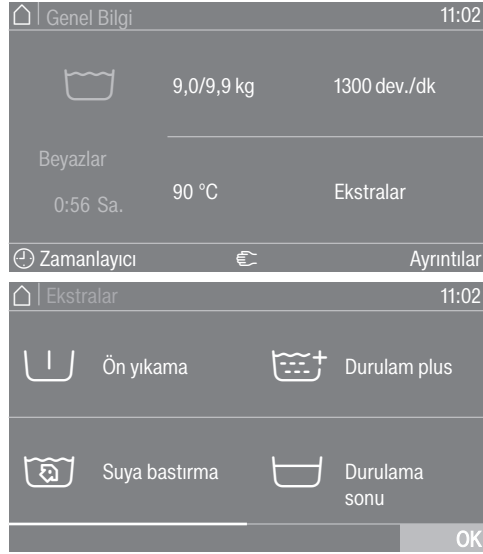 Genel Bilgi 11:02
9,0/9,9 kg 1300 dev./dk
Beyazlar
0:56 Sa.
90 °C Ekstralar
Zamanlayıcı Ayrıntılar
Ekstralar 11:02
Ön yıkama Durulam plus
Suya bastırma Durulama
sonu
OK